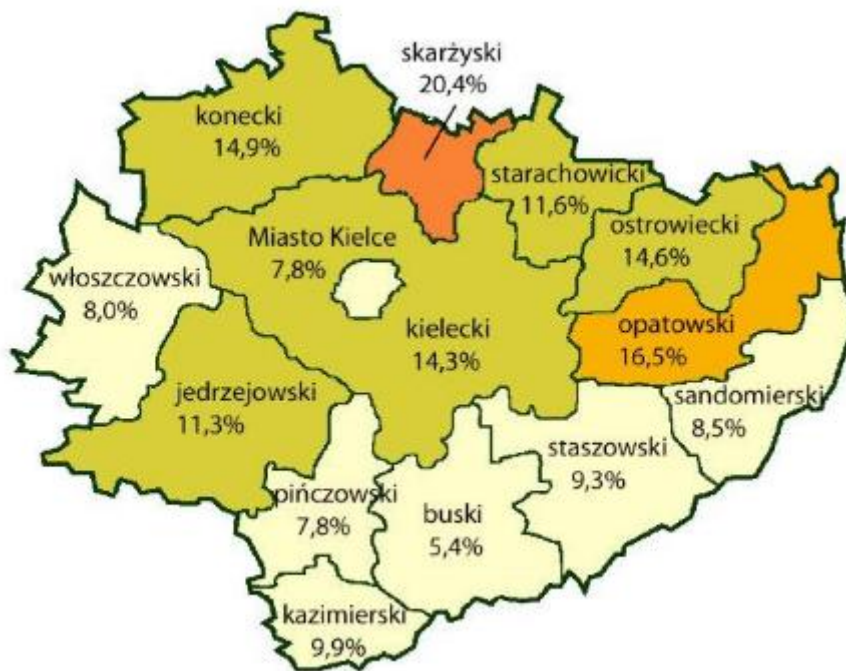 skarżyski
20,4%
konecki
14,9%
starachowicki
11,6%
ostrowiecki
14,6%
Miasto Kielce
7,8%
włoszczowski
8,0%
kielecki
14,3%
opatowski
16,5%
jedrzejowski
11,3%
sandomierski
8,5%
staszowski
9,3%
pińczowski
7,8%
buski
5,4%
kazimierski
9,9%